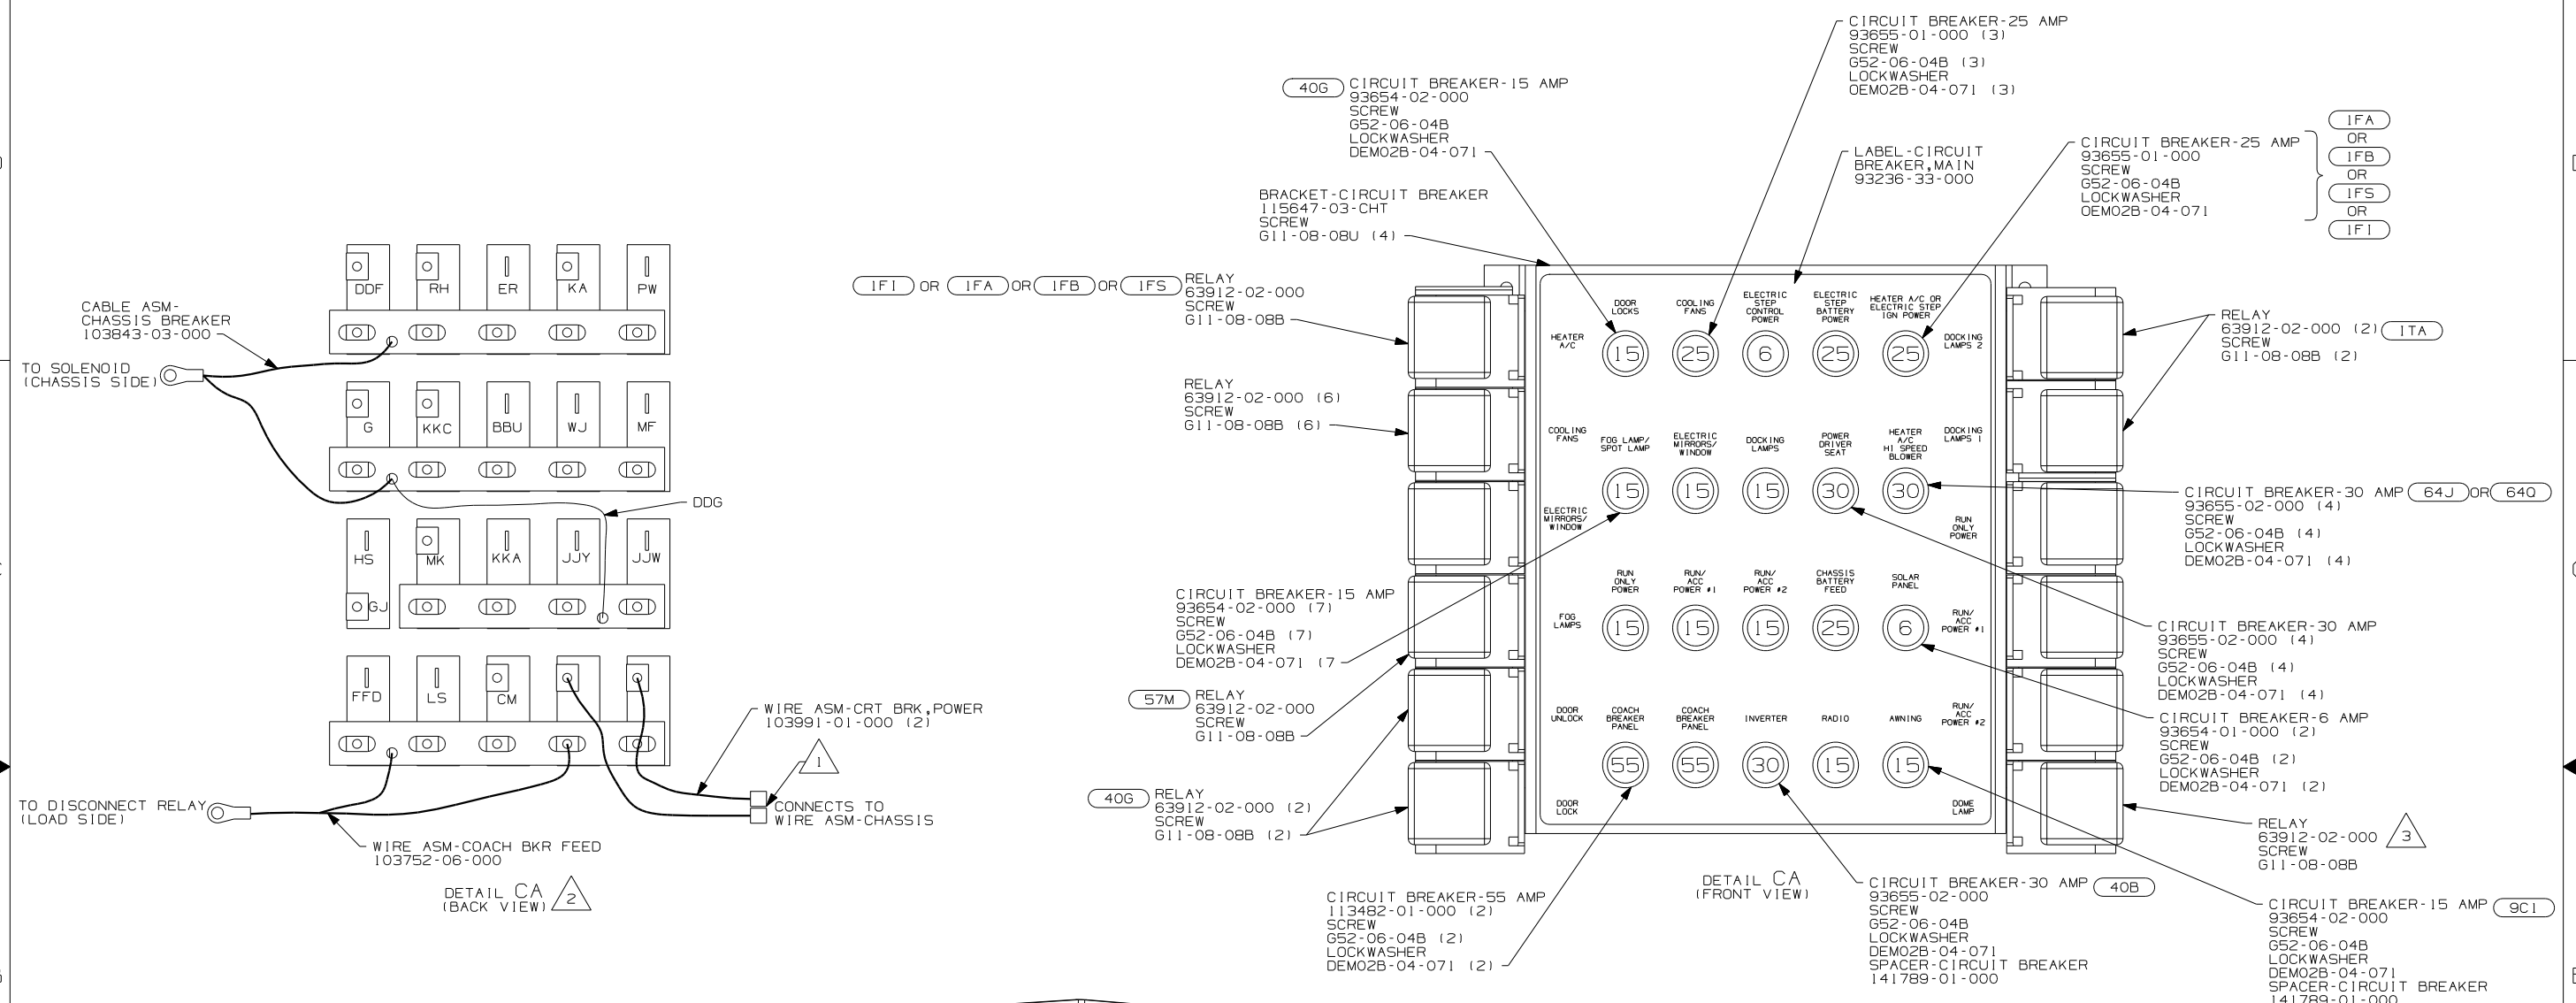 CABLE ASM-
CHASSIS BREAKER
103843-03-000
TO SOLENOID
(CHASSIS SIDE)
DDF
RH
ER
KA
PW
G
KKC
BBU
WJ
MF
DDG
HS
GJ
MK
KKA
JJY
JJW
FFD
LS
CM
WIRE ASM-CRT BRK,POWER
103991-01-000 (2)
1
CONNECTS TO
WIRE ASM-CHASSIS
TO DISCONNECT RELAY
(LOAD SIDE)
WIRE ASM-COACH BKR FEED
103752-06-000
DETAIL CA
(BACK VIEW)
2
40G
CIRCUIT BREAKER-15 AMP
93654-02-000
SCREW
G52-06-04B
LOCKWASHER
DEM02B-04-071
BRACKET-CIRCUIT BREAKER
115647-03-CHT
SCREW
G11-08-08U (4)
1FI OR 1FA OR 1FB OR 1FS
RELAY
63912-02-000
SCREW
G11-08-08B
RELAY
63912-02-000 (6)
SCREW
G11-08-08B (6)
CIRCUIT BREAKER-15 AMP
93654-02-000 (7)
SCREW
G52-06-04B (7)
LOCKWASHER
DEM02B-04-071 (7
57M
RELAY
63912-02-000
SCREW
G11-08-08B
40G
RELAY
63912-02-000 (2)
SCREW
G11-08-08B (2)
CIRCUIT BREAKER-55 AMP
113482-01-000 (2)
SCREW
G52-06-04B (2)
LOCKWASHER
DEM02B-04-071 (2)
CIRCUIT BREAKER-25 AMP
93655-01-000 (3)
SCREW
G52-06-04B (3)
LOCKWASHER
OEM02B-04-071 (3)
LABEL-CIRCUIT
BREAKER,MAIN
93236-33-000
CIRCUIT BREAKER-25 AMP
93655-01-000
SCREW
G52-06-04B
LOCKWASHER
OEM02B-04-071
1FA
OR
1FB
OR
1FS
OR
1FI
HEATER
A/C
DOOR
LOCKS
COOLING
FANS
ELECTRIC
STEP
CONTROL
POWER
ELECTRIC
STEP
BATTERY
POWER
HEATER A/C OR
ELECTRIC STEP
IGN POWER
DOCKING
LAMPS 2
15
25
6
25
25
COOLING
FANS
FOG LAMP/
SPOT LAMP
ELECTRIC
MIRRORS/
WINDOW
DOCKING
LAMPS
POWER
DRIVER
SEAT
HEATER
A/C
HI SPEED
BLOWER
DOCKING
LAMPS 1
15
15
15
30
30
ELECTRIC
MIRRORS/
WINDOW
RUN
ONLY
POWER
FOG
LAMPS
RUN
ONLY
POWER
RUN/
ACC
POWER #1
RUN/
ACC
POWER #2
CHASSIS
BATTERY
FEED
SOLAR
PANEL
RUN/
ACC
POWER #1
15
15
15
25
6
DOOR
UNLOCK
COACH
BREAKER
PANEL
COACH
BREAKER
PANEL
INVERTER
RADIO
AWNING
RUN/
ACC
POWER #2
55
55
30
15
15
DOOR
LOCK
DOME
LAMP
RELAY
63912-02-000 (2)
SCREW
G11-08-08B (2)
1TA
CIRCUIT BREAKER-30 AMP
93655-02-000 (4)
SCREW
G52-06-04B (4)
LOCKWASHER
DEM02B-04-071 (4)
64J OR 64Q
CIRCUIT BREAKER-30 AMP
93655-02-000 (4)
SCREW
G52-06-04B (4)
LOCKWASHER
DEM02B-04-071 (4)
CIRCUIT BREAKER-6 AMP
93654-01-000 (2)
SCREW
G52-06-04B (2)
LOCKWASHER
DEM02B-04-071 (2)
RELAY
63912-02-000
SCREW
G11-08-08B
3
DETAIL CA
(FRONT VIEW)
CIRCUIT BREAKER-30 AMP
93655-02-000
SCREW
G52-06-04B
LOCKWASHER
DEM02B-04-071
SPACER-CIRCUIT BREAKER
141789-01-000
40B
CIRCUIT BREAKER-15 AMP
93654-02-000
SCREW
G52-06-04B
LOCKWASHER
DEM02B-04-071
SPACER-CIRCUIT BREAKER
141789-01-000
9C1